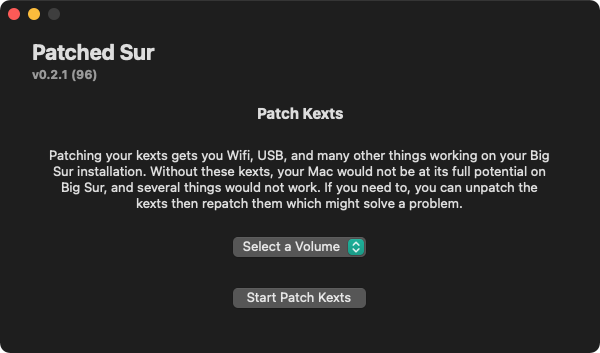 Patched Sur
v0.2.1 (96)
Patch Kexts
Patching your kexts gets you Wifi, USB, and many other things working on your Big
Sur installation. Without these kexts, your Mac would not be at its full potential on
Big Sur, and several things would not work. If you need to, you can unpatch the
kexts then repatch them which might solve a problem.
Select a Volume
Start Patch Kexts